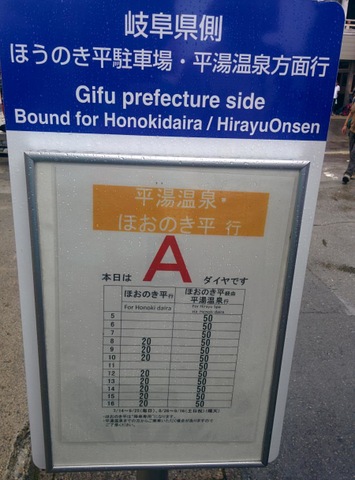 岐阜県側
ほうのき平駐車場・平湯温泉方面行
Gifu prefecture side
Bound for Honokidaira / HirayuOnsen
平湯温泉・
ほおのき平 行
本日は A ダイヤです
ほおのき平行 ほおのき平経由
平湯温泉行
For Honoki daira
5 50
6 50
7 50
8 20 50
9 20 50
10 20 50
11 50
12 20 50
13 20 50
14 20 50
15 20 50
16 20 50